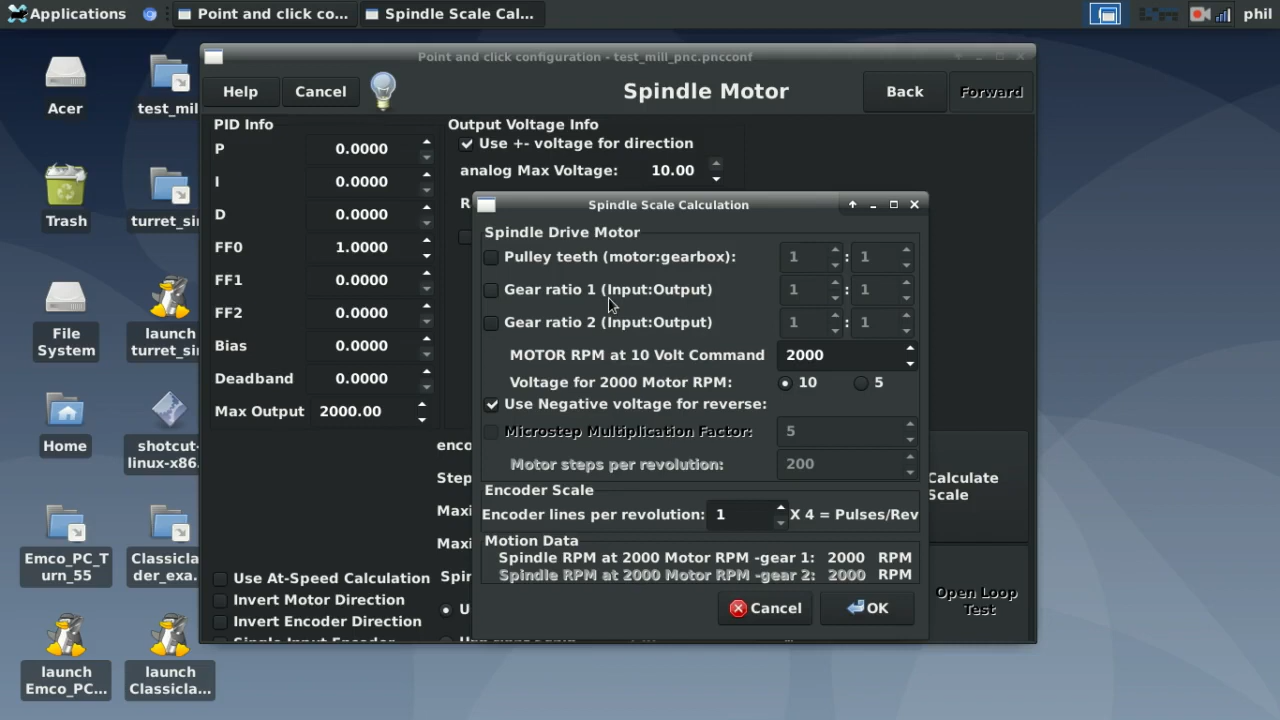 Applications
Point and click co...
Spindle Scale Cal...
phil
Acer
test_mil
Trash
turret_sin
File System
launch
turret_sin
Home
shotcut-
linux-x86.
Emco_PC_T
urn_55
Classicla
der_exa.
launch
Emco_PC...
launch
Classicla...
Point and click configuration - test_mill_pnc.pncconf
Help
Cancel
Spindle Motor
Back
Forward
PID Info
P 0.0000
I 0.0000
D 0.0000
FF0 1.0000
FF1 0.0000
FF2 0.0000
Bias 0.0000
Deadband 0.0000
Max Output 2000.00
Output Voltage Info
Use +- voltage for direction
analog Max Voltage: 10.00
R
enco
Step
Maxi
Maxi
Spin
U
Use At-Speed Calculation
Invert Motor Direction
Invert Encoder Direction
Calculate
Scale
Open Loop
Test
Spindle Scale Calculation
Spindle Drive Motor
Pulley teeth (motor:gearbox): 1 : 1
Gear ratio 1 (Input:Output) 1 : 1
Gear ratio 2 (Input:Output) 1 : 1
MOTOR RPM at 10 Volt Command 2000
Voltage for 2000 Motor RPM: 10 5
Use Negative voltage for reverse:
Microstep Multiplication Factor: 5
Motor steps per revolution: 200
Encoder Scale
Encoder lines per revolution: 1 X 4 = Pulses/Rev
Motion Data
Spindle RPM at 2000 Motor RPM -gear 1: 2000 RPM
Spindle RPM at 2000 Motor RPM -gear 2: 2000 RPM
Cancel
OK